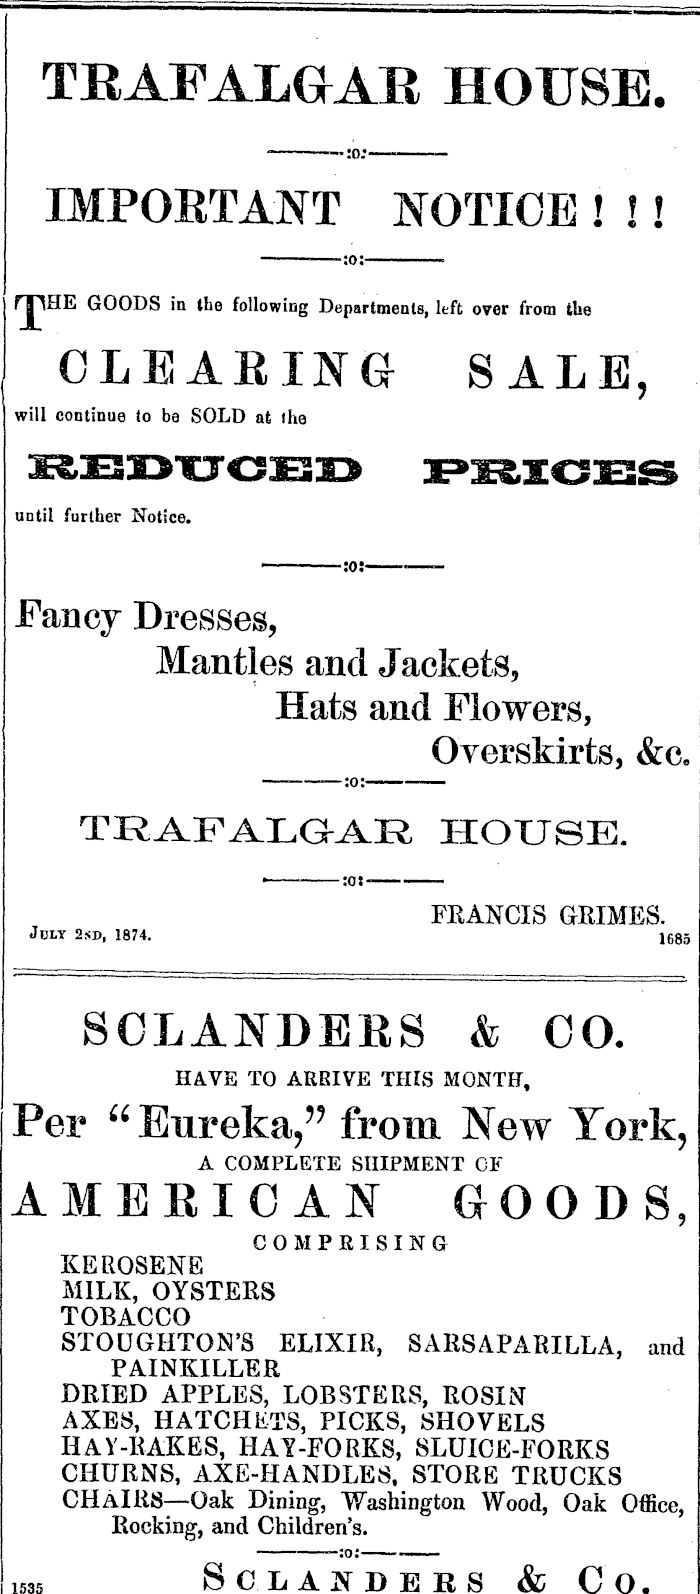 TRAFALGAR HOUSE.
:o:
IMPORTANT NOTICE!!!
:o:
THE GOODS in the following Departments, left over from the
CLEARING SALE,
will continue to be SOLD at the
REDUCED PRICES
until further Notice.
:o:
Fancy Dresses,
Mantles and Jackets,
Hats and Flowers,
Overskirts, &c.
:o:
TRAFALGAR HOUSE.
:o:
FRANCIS GRIMES.
JULY 2ND, 1874. 1685
SCLANDERS & CO.
HAVE TO ARRIVE THIS MONTH,
Per "Eureka," from New York,
A COMPLETE SHIPMENT OF
AMERICAN GOODS,
COMPRISING
KEROSENE
MILK, OYSTERS
TOBACCO
STOUGHTON'S ELIXIR, SARSAPARILLA, and
PAINKILLER
DRIED APPLES, LOBSTERS, ROSIN
AXES, HATCHETS, PICKS, SHOVELS
HAY-RAKES, HAY-FORKS, SLUICE-FORKS
CHURNS, AXE-HANDLES, STORE TRUCKS
CHAIRS—Oak Dining, Washington Wood, Oak Office,
Rocking, and Children's.
:o:
1535 SCLANDERS & CO.